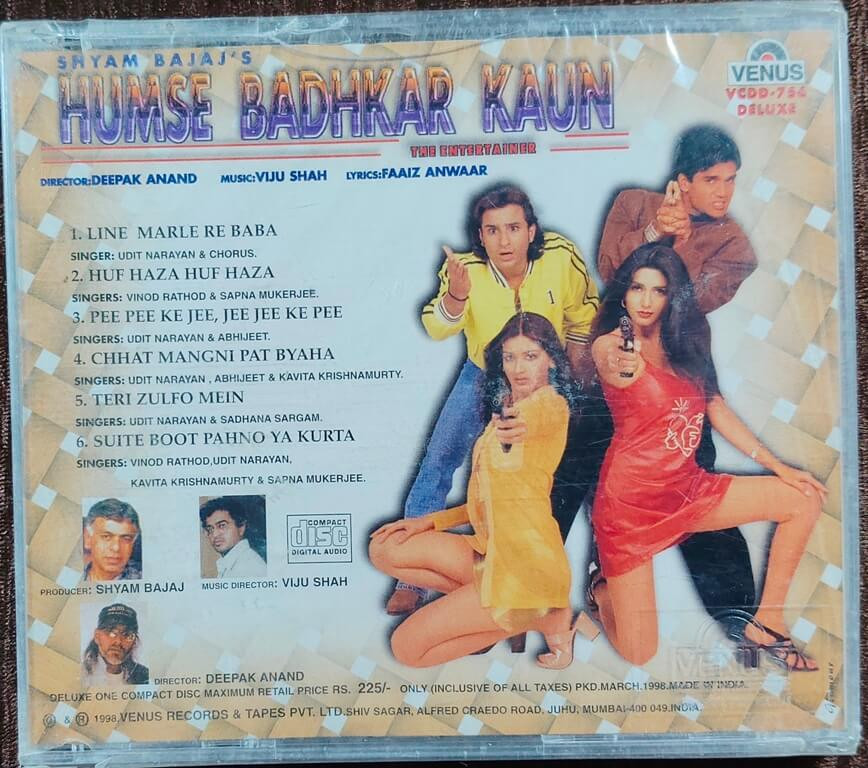 SHYAM BAJAJ'S
HUMSE BADHKAR KAUN
THE ENTERTAINER
VENUS
VCDD-754
DELUXE
DIRECTOR:DEEPAK ANAND MUSIC:VIJU SHAH LYRICS:FAAIZ ANWAAR
1. LINE MARLE RE BABA
SINGER: UDIT NARAYAN & CHORUS.
2. HUF HAZA HUF HAZA
SINGERS: VINOD RATHOD & SAPNA MUKERJEE.
3. PEE PEE KE JEE, JEE JEE KE PEE
SINGERS: UDIT NARAYAN & ABHIJEET.
4. CHHAT MANGNI PAT BYAHA
SINGERS: UDIT NARAYAN , ABHIJEET & KAVITA KRISHNAMURTY.
5. TERI ZULFO MEIN
SINGERS: UDIT NARAYAN & SADHANA SARGAM.
6. SUITE BOOT PAHNO YA KURTA
SINGERS: VINOD RATHOD,UDIT NARAYAN,
KAVITA KRISHNAMURTY & SAPNA MUKERJEE.
1
COMPACT
disc
DIGITAL AUDIO
PRODUCER: SHYAM BAJAJ MUSIC DIRECTOR: VIJU SHAH
DIRECTOR: DEEPAK ANAND
VENUS
DELUXE ONE COMPACT DISC MAXIMUM RETAIL PRICE RS. 225/- ONLY (INCLUSIVE OF ALL TAXES) PKD.MARCH.1998.MADE IN INDIA.
© & ℗ 1998.VENUS RECORDS & TAPES PVT. LTD.SHIV SAGAR, ALFRED CRAEDO ROAD, JUHU, MUMBAI-400 049.INDIA.